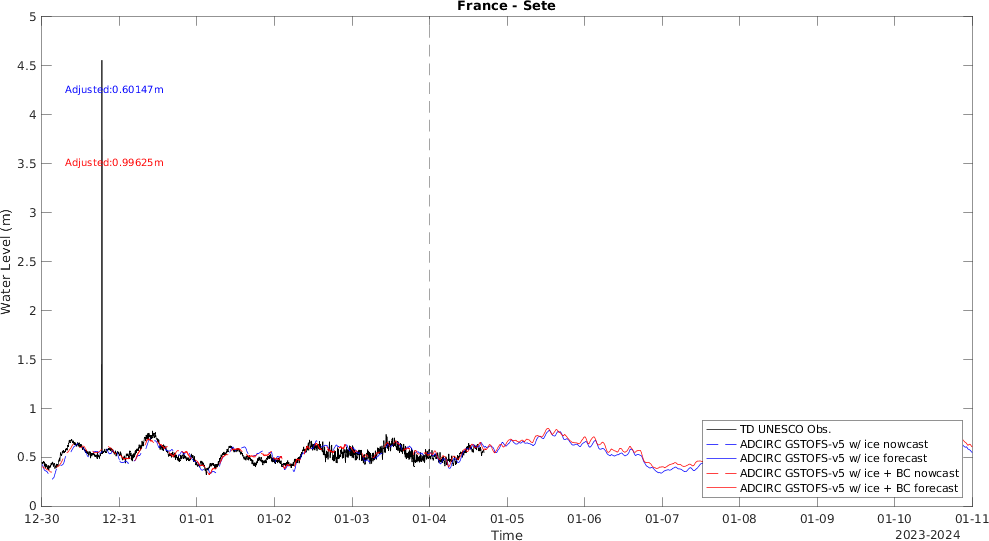 France - Sete
5
4.5
4
3.5
3
2.5
2
1.5
1
0.5
0
Water Level (m)
Adjusted:0.60147m
Adjusted:0.99625m
TD UNESCO Obs.
ADCIRC GSTOFS-v5 w/ ice nowcast
ADCIRC GSTOFS-v5 w/ ice forecast
ADCIRC GSTOFS-v5 w/ ice + BC nowcast
ADCIRC GSTOFS-v5 w/ ice + BC forecast
12-30 12-31 01-01 01-02 01-03 01-04 01-05 01-06 01-07 01-08 01-09 01-10 01-11
Time
2023-2024